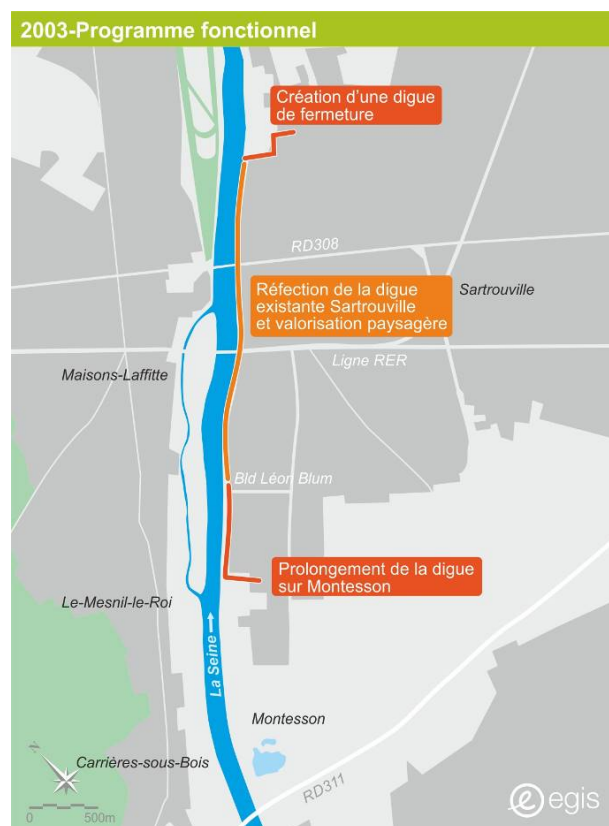 2003-Programme fonctionnel
Création d'une digue
de fermeture
RD308
Réfection de la digue
existante Sartrouville
et valorisation paysagère
Sartrouville
Ligne RER
Maisons-Laffitte
Bld Léon Blum
Prolongement de la digue
sur Montesson
Le-Mesnil-le-Roi
La Seine
Montesson
Carrières-sous-Bois
RD311
N
0 500m
egis